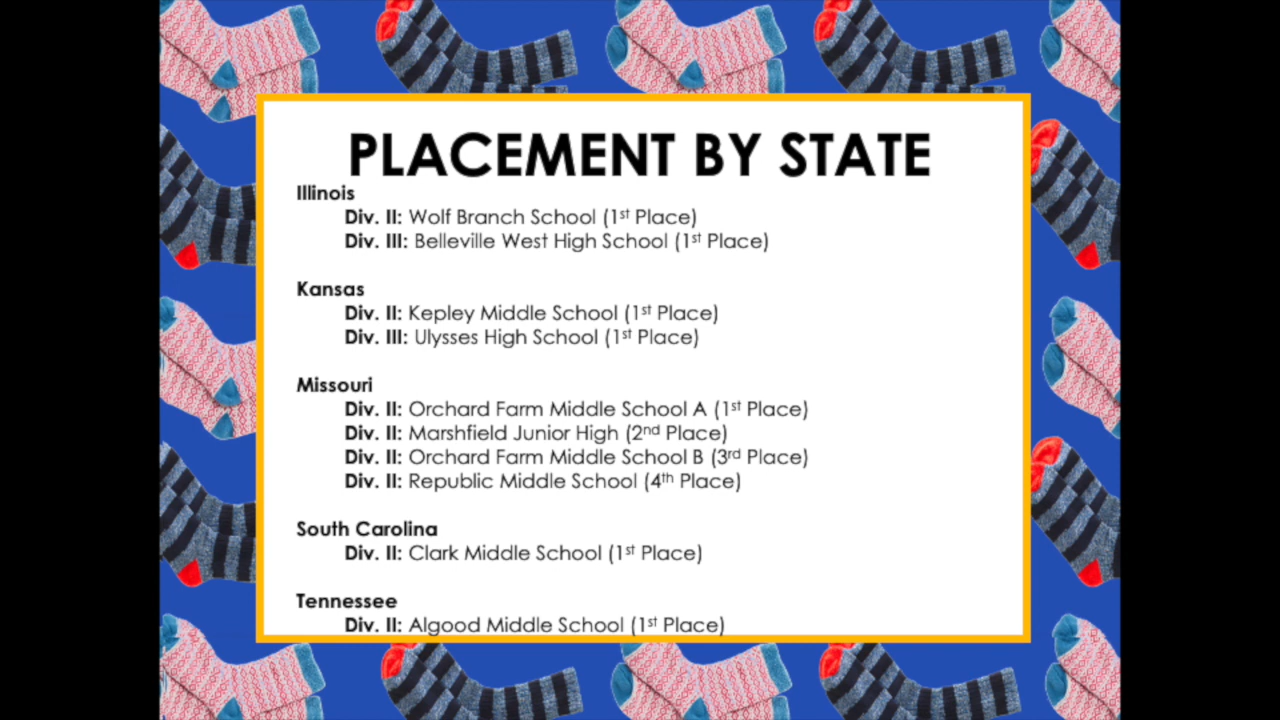 PLACEMENT BY STATE
Illinois
Div. II: Wolf Branch School (1st Place)
Div. III: Belleville West High School (1st Place)
Kansas
Div. II: Kepley Middle School (1st Place)
Div. III: Ulysses High School (1st Place)
Missouri
Div. II: Orchard Farm Middle School A (1st Place)
Div. II: Marshfield Junior High (2nd Place)
Div. II: Orchard Farm Middle School B (3rd Place)
Div. II: Republic Middle School (4th Place)
South Carolina
Div. II: Clark Middle School (1st Place)
Tennessee
Div. II: Algood Middle School (1st Place)